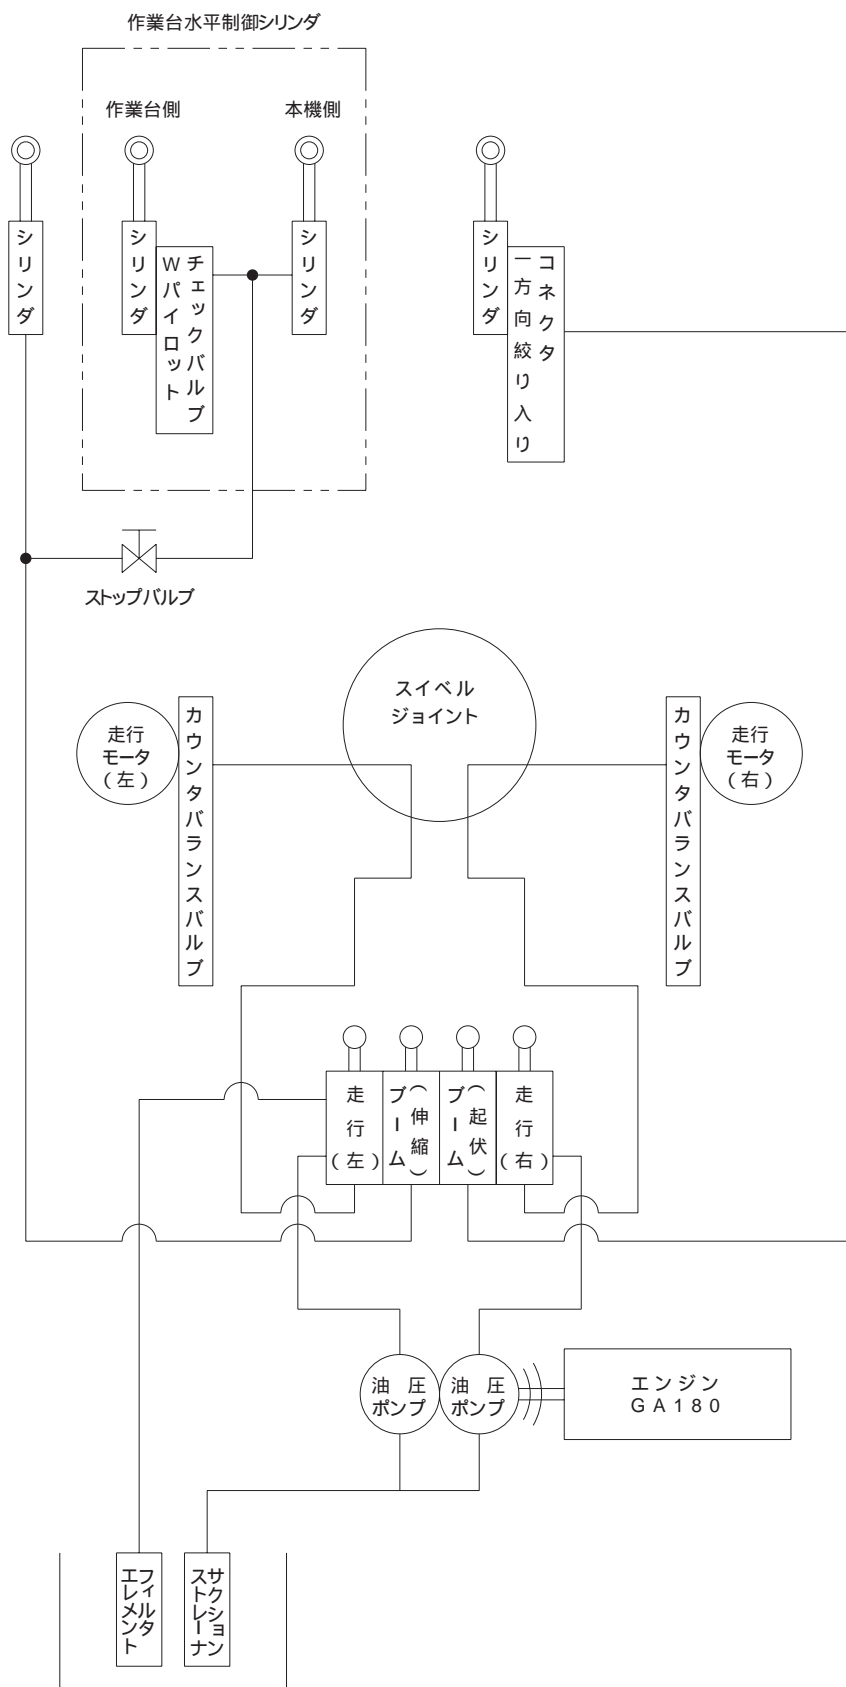 作業台水平制御シリンダ
作業台側
本機側
シリンダ
シリンダ
Wパイロット
チェックバルブ
シリンダ
シリンダ
一方向絞り入り
コネクタ
ストップバルブ
スイベル
ジョイント
走行
モータ
(左)
カウンタバランスバルブ
カウンタバランスバルブ
走行
モータ
(右)
走行(左)
ブーム
(伸縮)
ブーム
(起伏)
走行(右)
油圧
ポンプ
油圧
ポンプ
エンジン
GA180
フィルタ
エレメント
サクション
ストレーナ